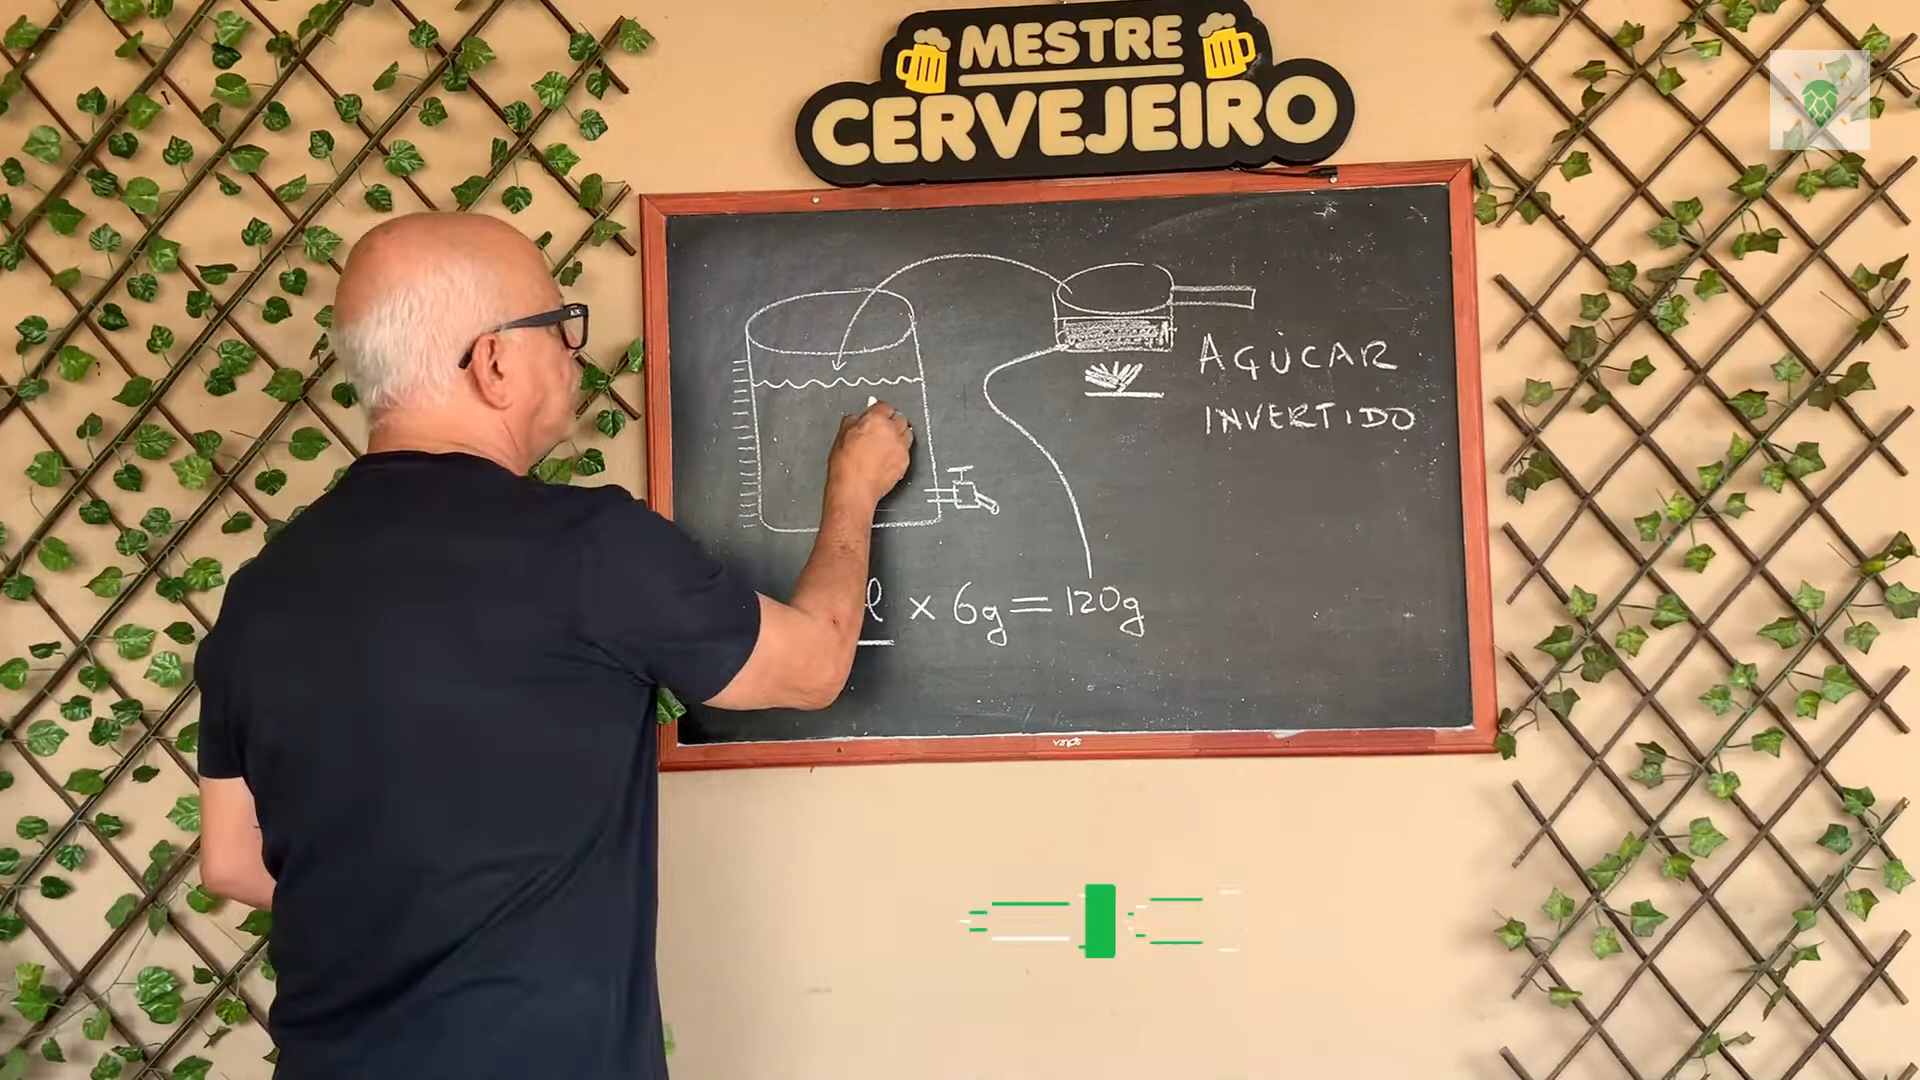 MESTRE
CERVEJEIRO
AÇÚCAR
INVERTIDO
l x 6g = 120g